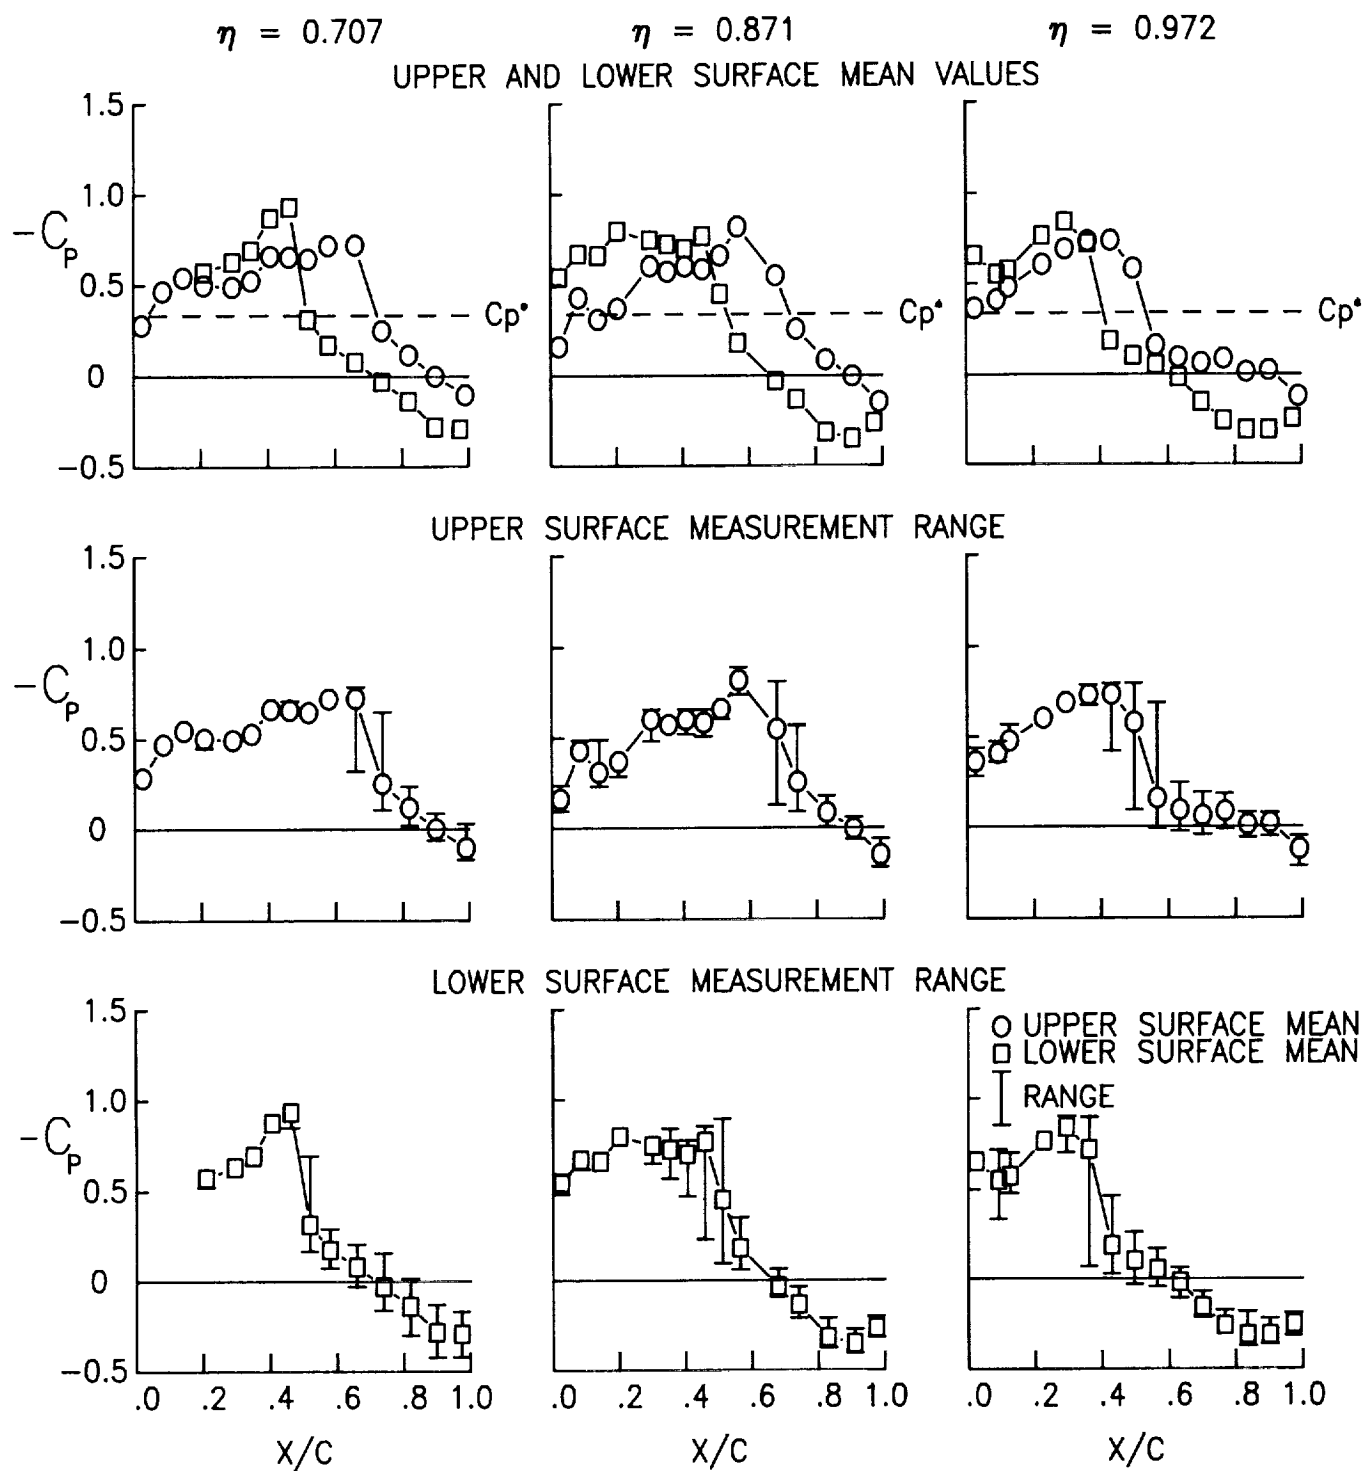 η = 0.707 η = 0.871 η = 0.972
UPPER AND LOWER SURFACE MEAN VALUES
1.5
1.0
-Cp
0.5
Cp* Cp* Cp*
0
-0.5
UPPER SURFACE MEASUREMENT RANGE
1.5
1.0
-Cp
0.5
0
-0.5
LOWER SURFACE MEASUREMENT RANGE
1.5
UPPER SURFACE MEAN
LOWER SURFACE MEAN
RANGE
1.0
-Cp
0.5
0
-0.5
.0 .2 .4 .6 .8 1.0 .0 .2 .4 .6 .8 1.0 .0 .2 .4 .6 .8 1.0
X/C X/C X/C